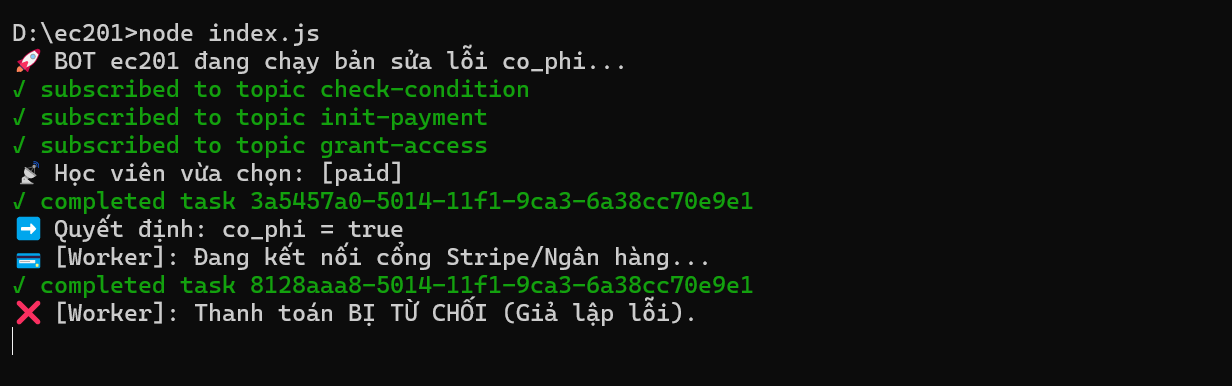 D:\ec201>node index.js
🚀 BOT ec201 đang chạy bản sửa lỗi co_phi...
✓ subscribed to topic check-condition
✓ subscribed to topic init-payment
✓ subscribed to topic grant-access
📡 Học viên vừa chọn: [paid]
✓ completed task 3a5457a0-5014-11f1-9ca3-6a38cc70e9e1
➡️ Quyết định: co_phi = true
💳 [Worker]: Đang kết nối cổng Stripe/Ngân hàng...
✓ completed task 8128aaa8-5014-11f1-9ca3-6a38cc70e9e1
❌ [Worker]: Thanh toán BỊ TỪ CHỐI (Giả lập lỗi).